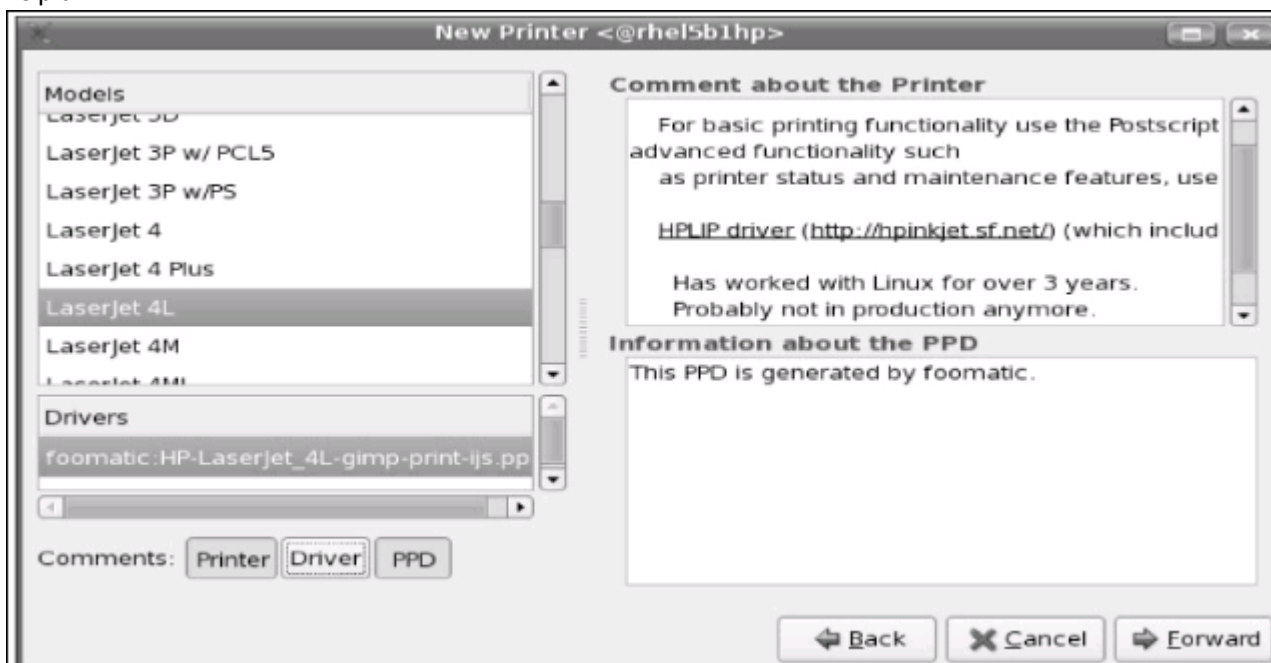 New Printer <@rhel5b1hp>
Models
LaserJet 3D
LaserJet 3P w/ PCL5
LaserJet 3P w/PS
LaserJet 4
LaserJet 4 Plus
LaserJet 4L
LaserJet 4M
LaserJet 4ML
Drivers
foomatic:HP-LaserJet_4L-gimp-print-ijs.pp
Comments: Printer Driver PPD
Comment about the Printer
For basic printing functionality use the Postscript
advanced functionality such
as printer status and maintenance features, use
HPLIP driver (http://hpinkjet.sf.net/) (which includ
Has worked with Linux for over 3 years.
Probably not in production anymore.
Information about the PPD
This PPD is generated by foomatic.
Back
Cancel
Forward